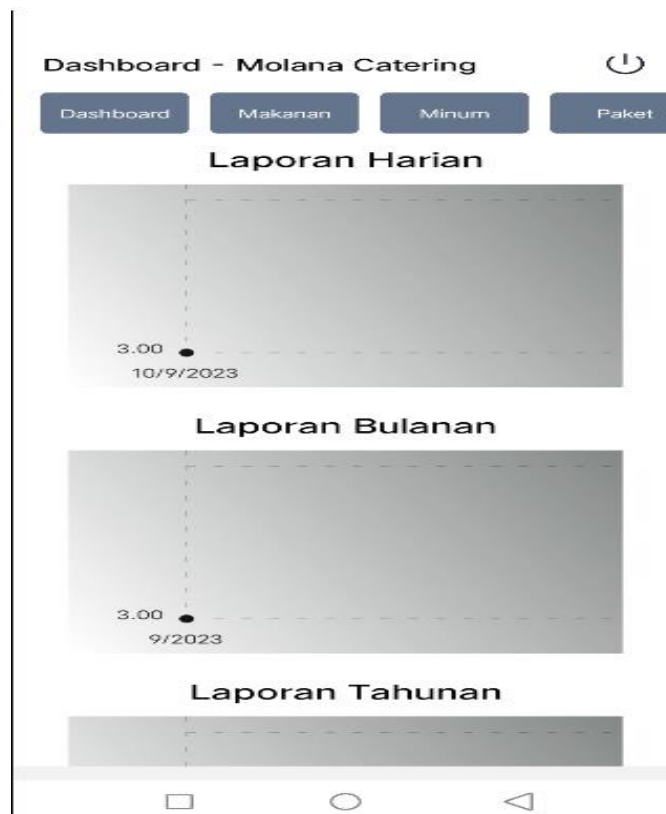 Dashboard - Molana Catering
Dashboard Makanan Minum Paket
Laporan Harian
3.00
10/9/2023
Laporan Bulanan
3.00
9/2023
Laporan Tahunan